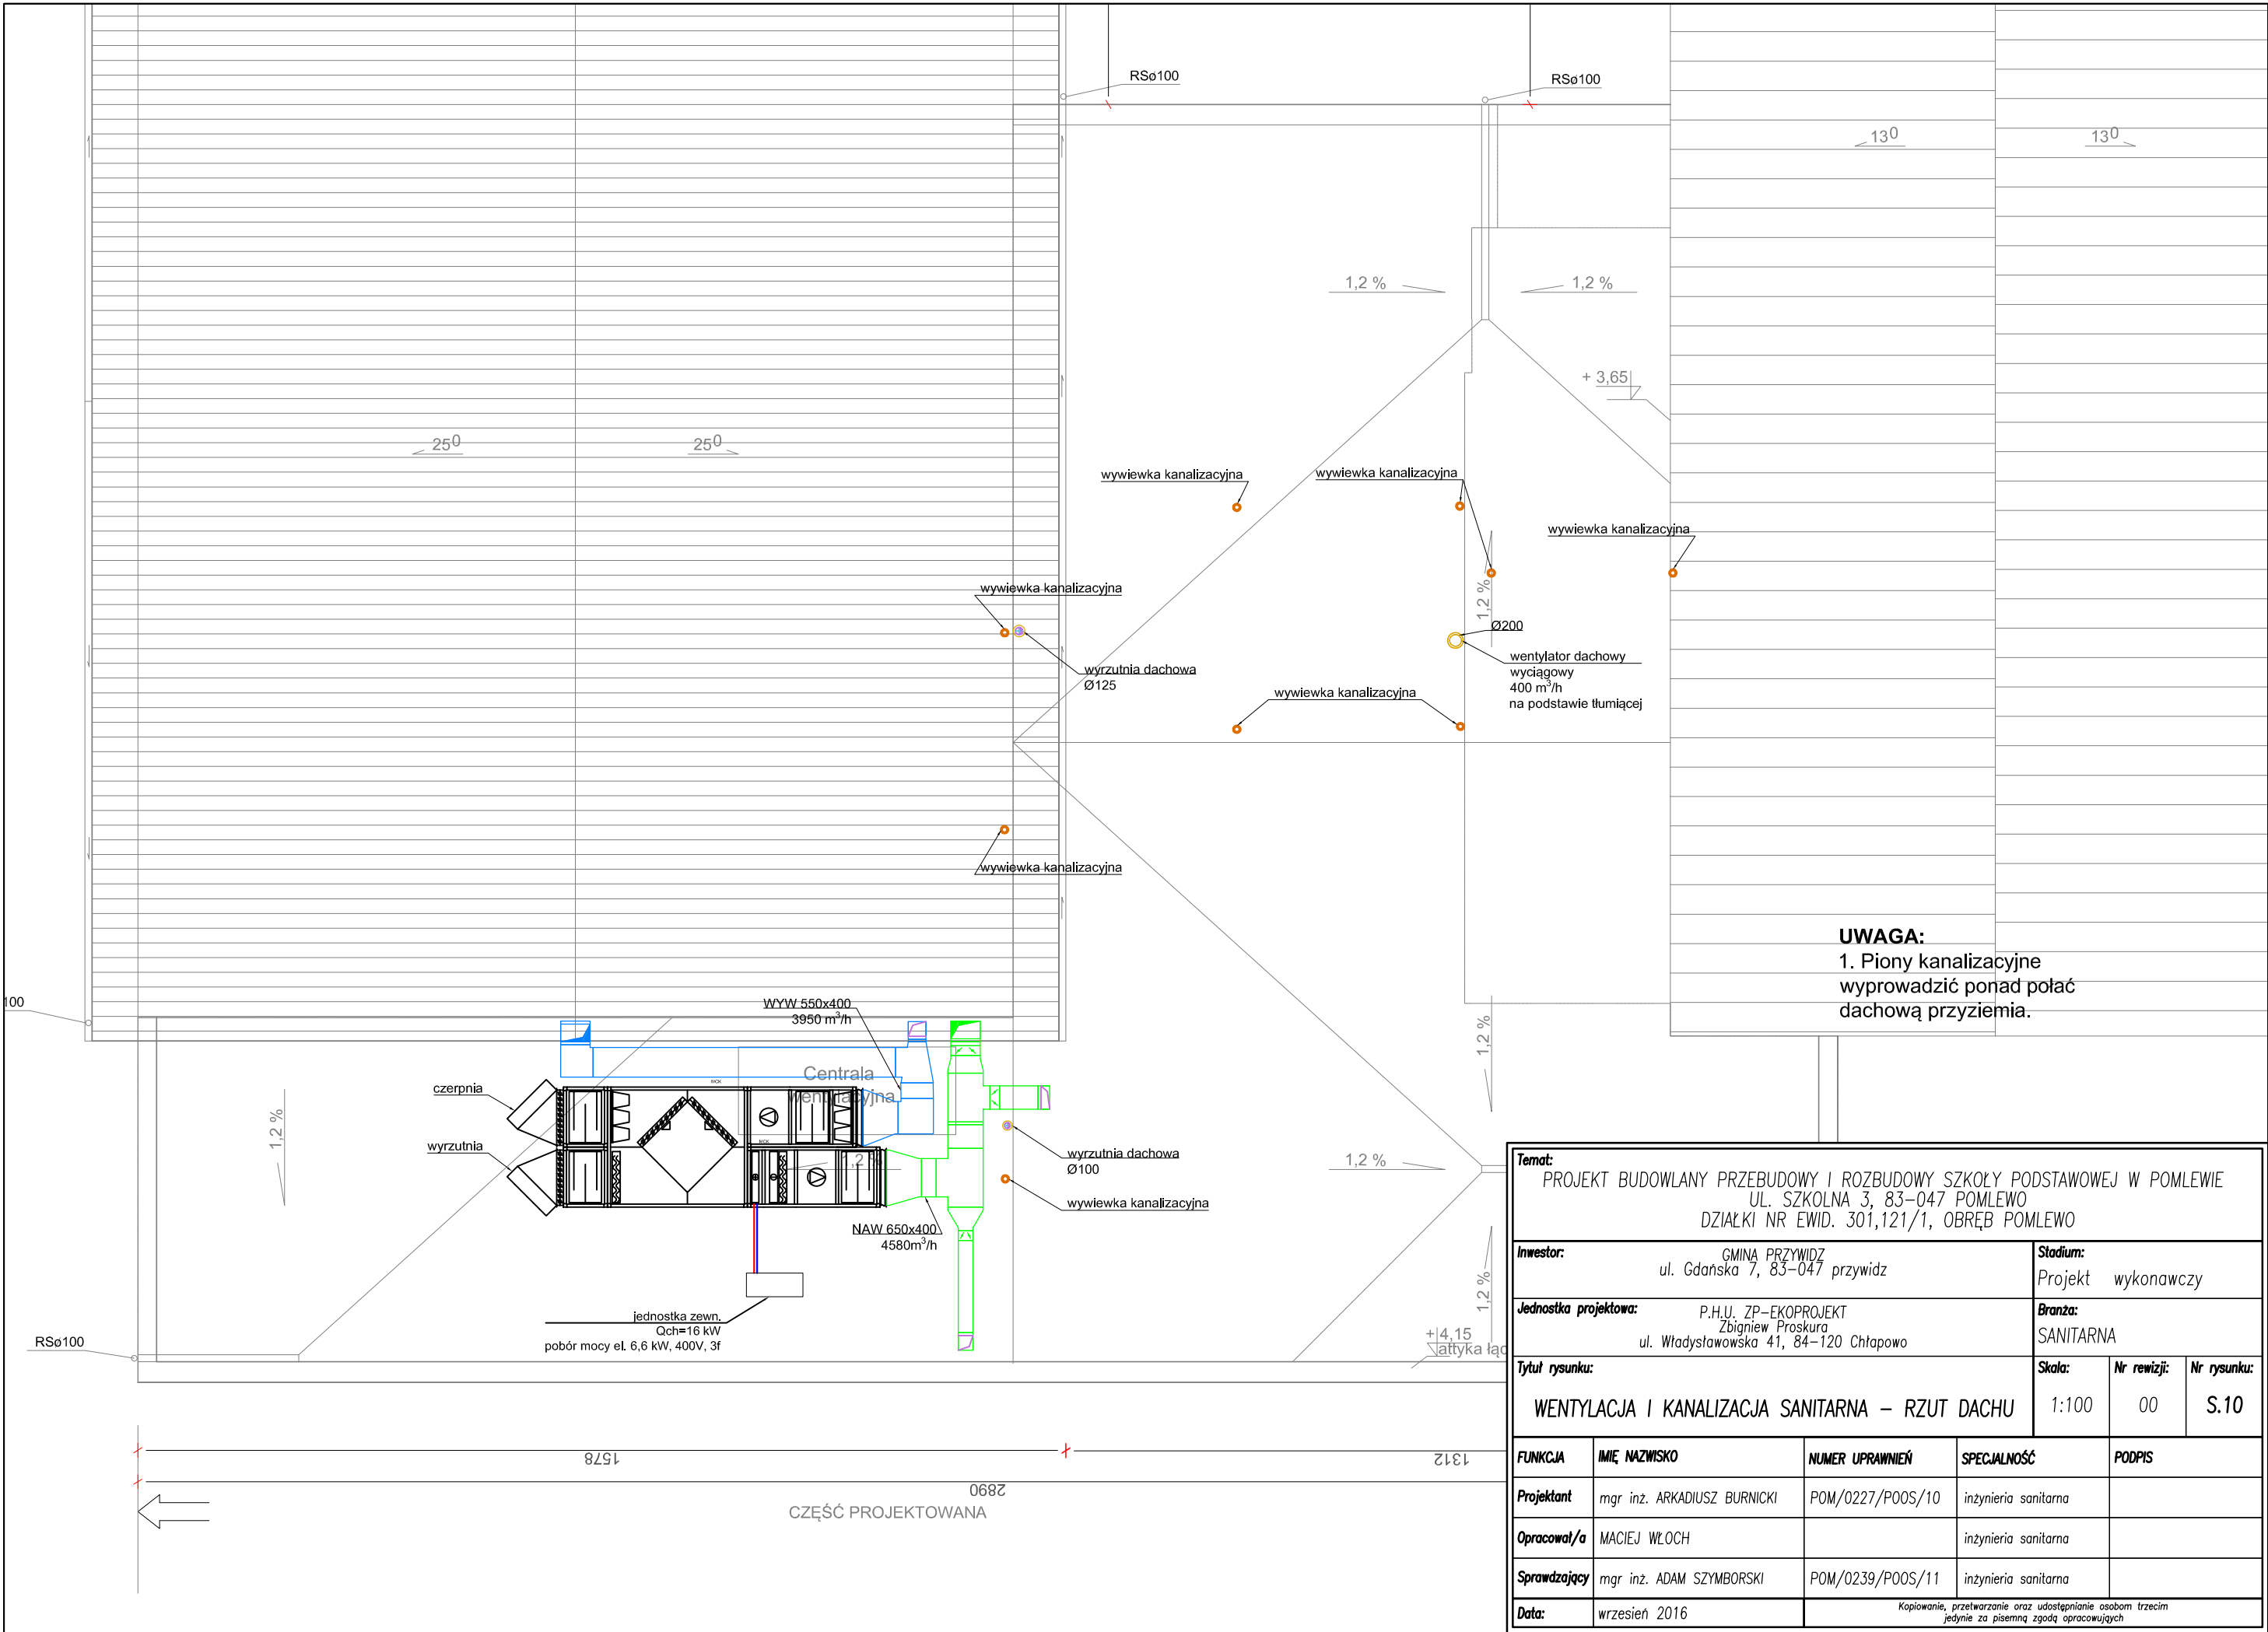 RSø100
RSø100
13⁰
13⁰
1,2 %
1,2 %
+ 3,65
25⁰
25⁰
wywiewka kanalizacyjna
wywiewka kanalizacyjna
wywiewka kanalizacyjna
wywiewka kanalizacyjna
1,2 %
Ø200
wentylator dachowy
wyciągowy
400 m³/h
na podstawie tłumiącej
wyrzutnia dachowa
Ø125
wywiewka kanalizacyjna
wywiewka kanalizacyjna
UWAGA:
1. Piony kanalizacyjne
wyprowadzić ponad połać
dachową przyziemia.
100
WYW 550x400
3950 m³/h
1,2 %
Centrala
wentylacyjna
czerpnia
wyrzutnia
1,2 %
1,2 %
wyrzutnia dachowa
Ø100
1,2 %
wywiewka kanalizacyjna
NAW 650x400
4580m³/h
1,2 %
jednostka zewn.
Qch=16 kW
pobór mocy el. 6,6 kW, 400V, 3f
RSø100
+ 4,15
attyka łąc
1578
1312
2890
CZĘŚĆ PROJEKTOWANA
Temat:
PROJEKT BUDOWLANY PRZEBUDOWY I ROZBUDOWY SZKOŁY PODSTAWOWEJ W POMLEWIE
UL. SZKOLNA 3, 83-047 POMLEWO
DZIAŁKI NR EWID. 301,121/1, OBRĘB POMLEWO
Inwestor:
GMINA PRZYWIDZ
ul. Gdańska 7, 83-047 przywidz
Stadium:
Projekt wykonawczy
Jednostka projektowa:
P.H.U. ZP-EKOPROJEKT
Zbigniew Proskura
ul. Władysławowska 41, 84-120 Chłapowo
Branża:
SANITARNA
Tytuł rysunku:
WENTYLACJA I KANALIZACJA SANITARNA - RZUT DACHU
Skala:
1:100
Nr rewizji:
00
Nr rysunku:
S.10
FUNKCJA IMIĘ NAZWISKO NUMER UPRAWNIEŃ SPECJALNOŚĆ PODPIS
Projektant mgr inż. ARKADIUSZ BURNICKI POM/0227/POOS/10 inżynieria sanitarna
Opracował/a MACIEJ WŁOCH inżynieria sanitarna
Sprawdzający mgr inż. ADAM SZYMBORSKI POM/0239/POOS/11 inżynieria sanitarna
Data: wrzesień 2016
Kopiowanie, przetwarzanie oraz udostępnianie osobom trzecim
jedynie za pisemną zgodą opracowujących